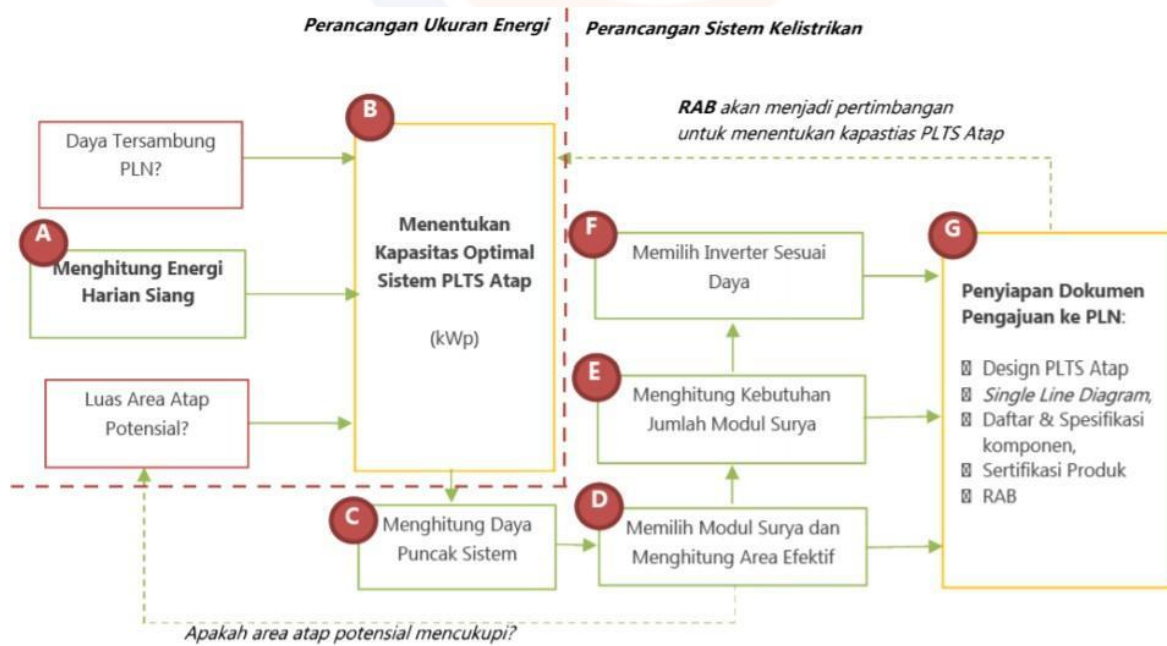 Perancangan Ukuran Energi
Perancangan Sistem Kelistrikan
RAB akan menjadi pertimbangan
untuk menentukan kapastias PLTS Atap
Daya Tersambung
PLN?
A
Menghitung Energi
Harian Siang
Luas Area Atap
Potensial?
B
Menentukan
Kapasitas Optimal
Sistem PLTS Atap
(kWp)
C
Menghitung Daya
Puncak Sistem
D
Memilih Modul Surya dan
Menghitung Area Efektif
E
Menghitung Kebutuhan
Jumlah Modul Surya
F
Memilih Inverter Sesuai
Daya
G
Penyiapan Dokumen
Pengajuan ke PLN:
Design PLTS Atap
Single Line Diagram,
Daftar & Spesifikasi
komponen,
Sertifikasi Produk
RAB
Apakah area atap potensial mencukupi?